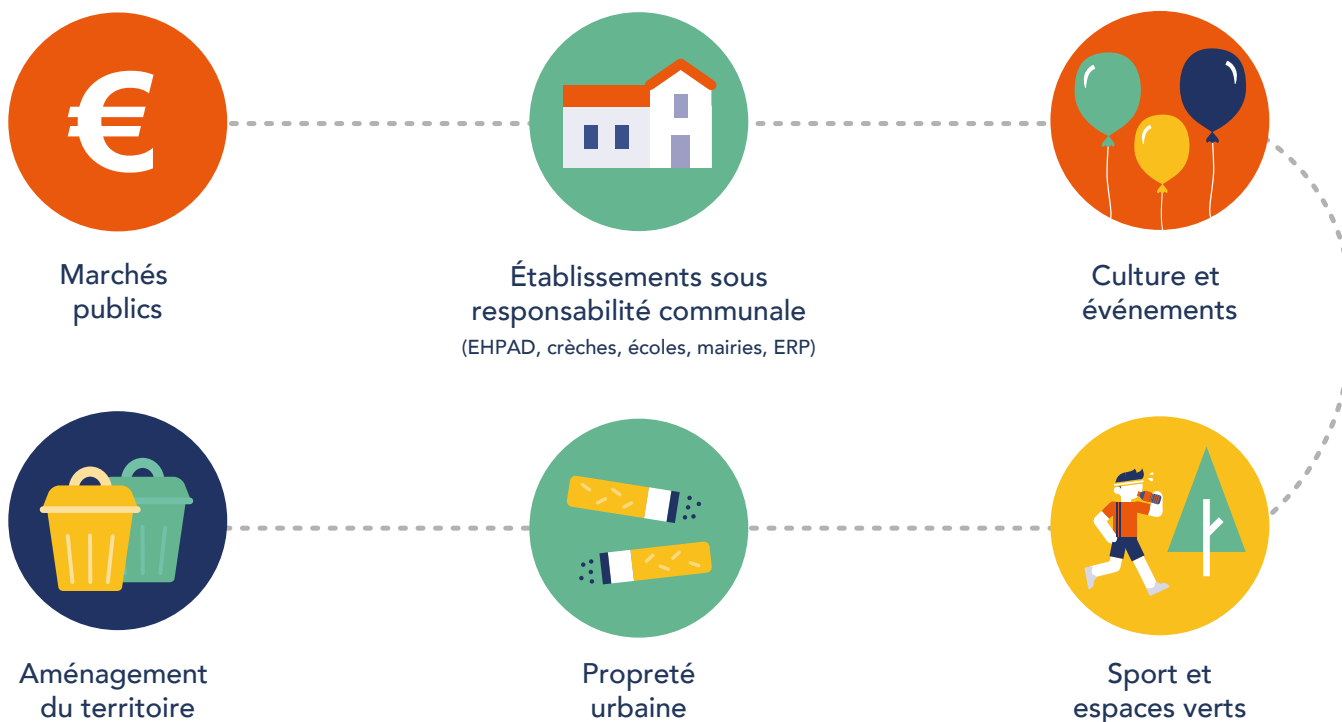 €
Marchés
publics
Établissements sous
responsabilité communale
(EHPAD, crèches, écoles, mairies, ERP)
Culture et
événements
Aménagement
du territoire
Propreté
urbaine
Sport et
espaces verts